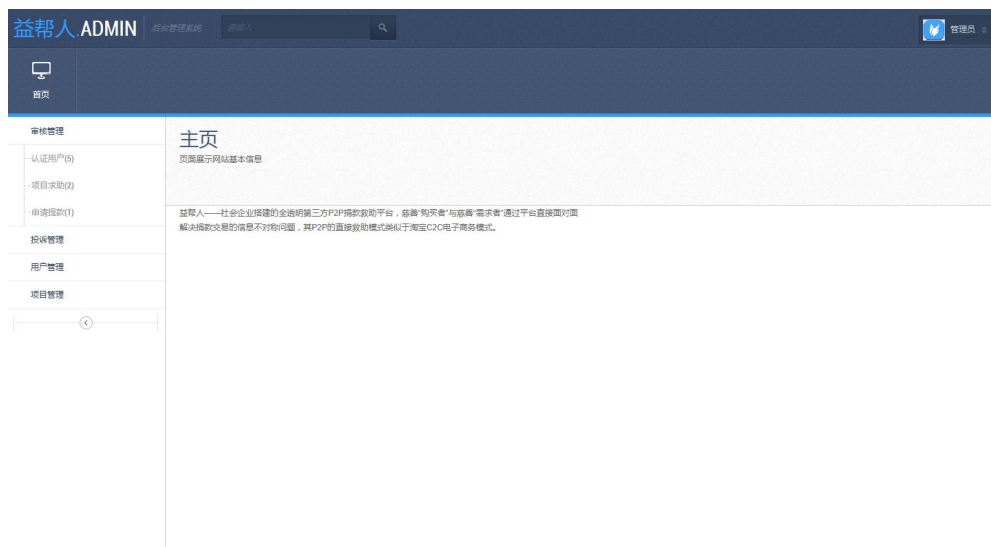 益帮人.ADMIN 后台管理系统 请输入 管理员
首页
审核管理
认证用户(5)
项目求助(2)
申请提款(1)
投诉管理
用户管理
项目管理
主页
页面展示网站基本信息
益帮人——社会企业搭建的全透明第三方P2P捐款救助平台，慈善“购买者”与慈善“需求者”通过平台直接面对面
解决捐款交易的信息不对称问题，其P2P的直接救助模式类似于淘宝C2C电子商务模式。